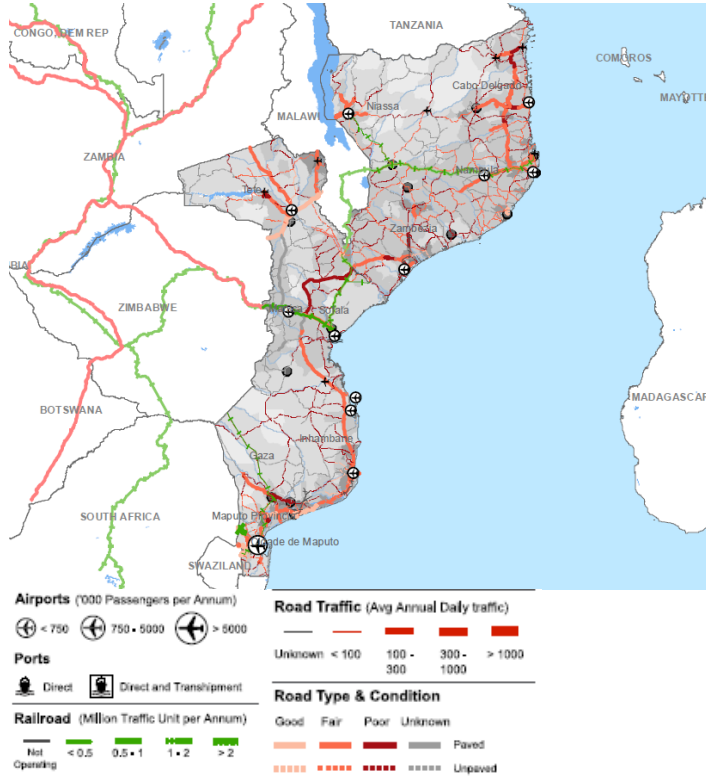 TANZANIA
CONGO, DEM REP
COMOROS
MAYOTTE
Cabo Delgado
Niassa
MALAWI
ZAMBIA
Nampula
Tete
Zambezia
ZIMBABWE
Manica
Sofala
MADAGASCAR
BOTSWANA
Inhambane
Gaza
SOUTH AFRICA
Maputo Province
Cidade de Maputo
SWAZILAND
Airports ('000 Passengers per Annum)
< 750 750 - 5000 > 5000
Ports
Direct Direct and Transhipment
Railroad (Million Traffic Unit per Annum)
Not Operating < 0.5 0.5 - 1 1 - 2 > 2
Road Traffic (Avg Annual Daily traffic)
Unknown < 100 100 - 300 300 - 1000 > 1000
Road Type & Condition
Good Fair Poor Unknown
Paved
Unpaved